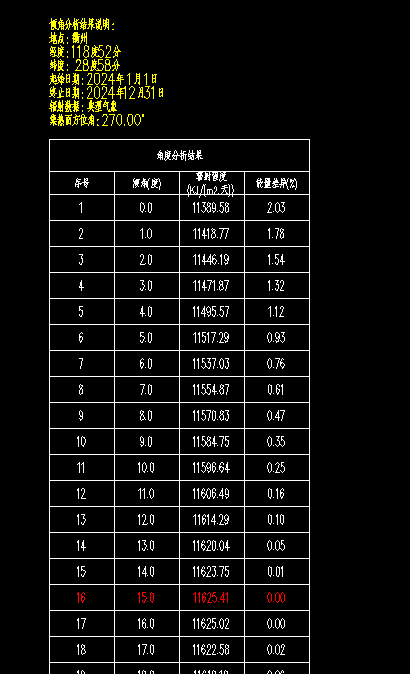 倾角分析结果说明:
地点: 衢州
经度: 118度52分
纬度: 28度58分
起始日期: 2024年1月1日
终止日期: 2024年12月31日
辐射数据: 典型气象
集热面方位角: 270.00°
角度分析结果
序号 倾角(度) 辐射强度(KJ/(m2.天)) 能量差异(%)
1 0.0 11389.58 2.03
2 1.0 11418.77 1.78
3 2.0 11446.19 1.54
4 3.0 11471.87 1.32
5 4.0 11495.57 1.12
6 5.0 11517.29 0.93
7 6.0 11537.03 0.76
8 7.0 11554.87 0.61
9 8.0 11570.83 0.47
10 9.0 11584.75 0.35
11 10.0 11596.64 0.25
12 11.0 11606.49 0.16
13 12.0 11614.29 0.10
14 13.0 11620.04 0.05
15 14.0 11623.75 0.01
16 15.0 11625.41 0.00
17 16.0 11625.02 0.00
18 17.0 11622.58 0.02